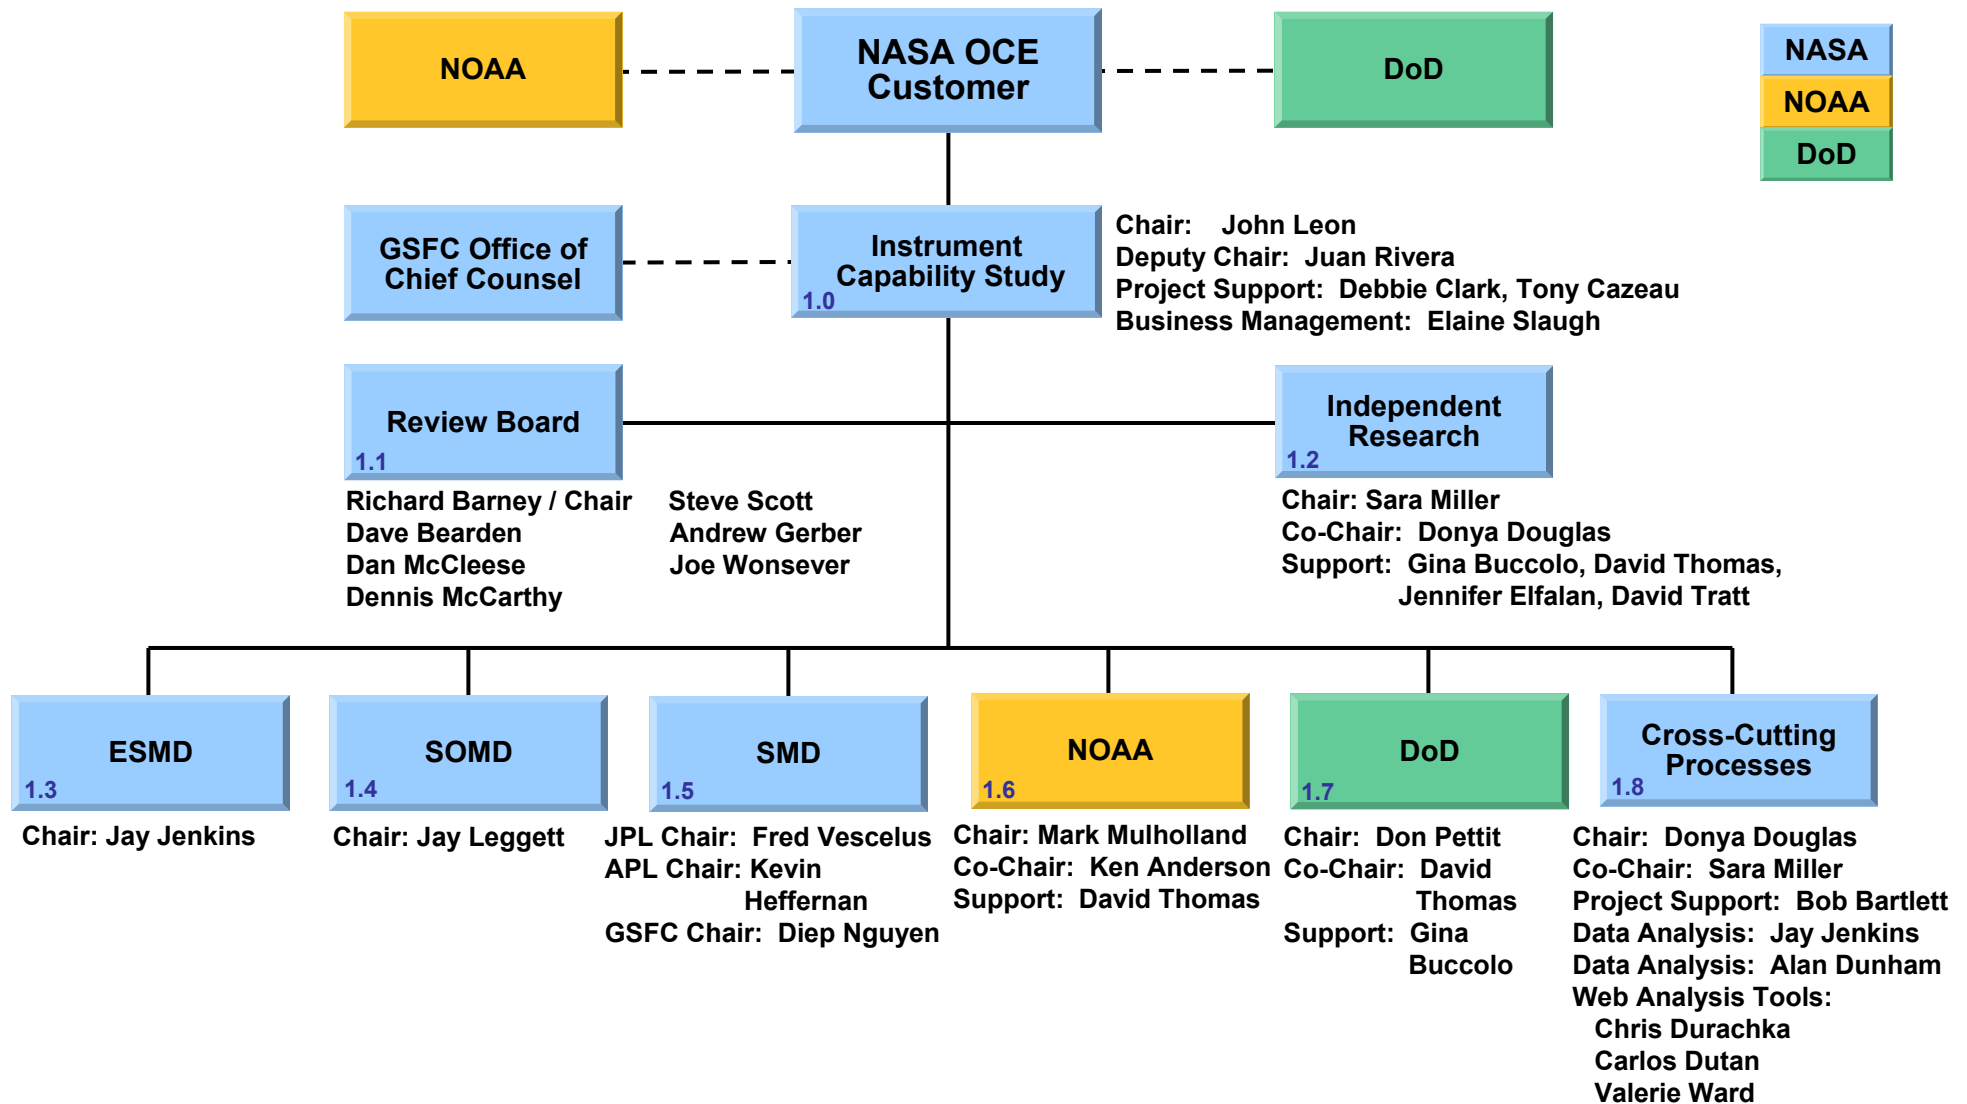 NOAA
NASA OCE
Customer
DoD
NASA
NOAA
DoD
GSFC Office of
Chief Counsel
Instrument
Capability Study
1.0
Chair: John Leon
Deputy Chair: Juan Rivera
Project Support: Debbie Clark, Tony Cazeau
Business Management: Elaine Slaugh
Review Board
1.1
Richard Barney / Chair
Dave Bearden
Dan McCleese
Dennis McCarthy
Steve Scott
Andrew Gerber
Joe Wonsever
Independent
Research
1.2
Chair: Sara Miller
Co-Chair: Donya Douglas
Support: Gina Buccolo, David Thomas,
Jennifer Elfalan, David Tratt
ESMD
1.3
Chair: Jay Jenkins
SOMD
1.4
Chair: Jay Leggett
SMD
1.5
JPL Chair: Fred Vescelus
APL Chair: Kevin
Heffernan
GSFC Chair: Diep Nguyen
NOAA
1.6
Chair: Mark Mulholland
Co-Chair: Ken Anderson
Support: David Thomas
DoD
1.7
Chair: Don Pettit
Co-Chair: David
Thomas
Support: Gina
Buccolo
Cross-Cutting
Processes
1.8
Chair: Donya Douglas
Co-Chair: Sara Miller
Project Support: Bob Bartlett
Data Analysis: Jay Jenkins
Data Analysis: Alan Dunham
Web Analysis Tools:
Chris Durachka
Carlos Dutan
Valerie Ward